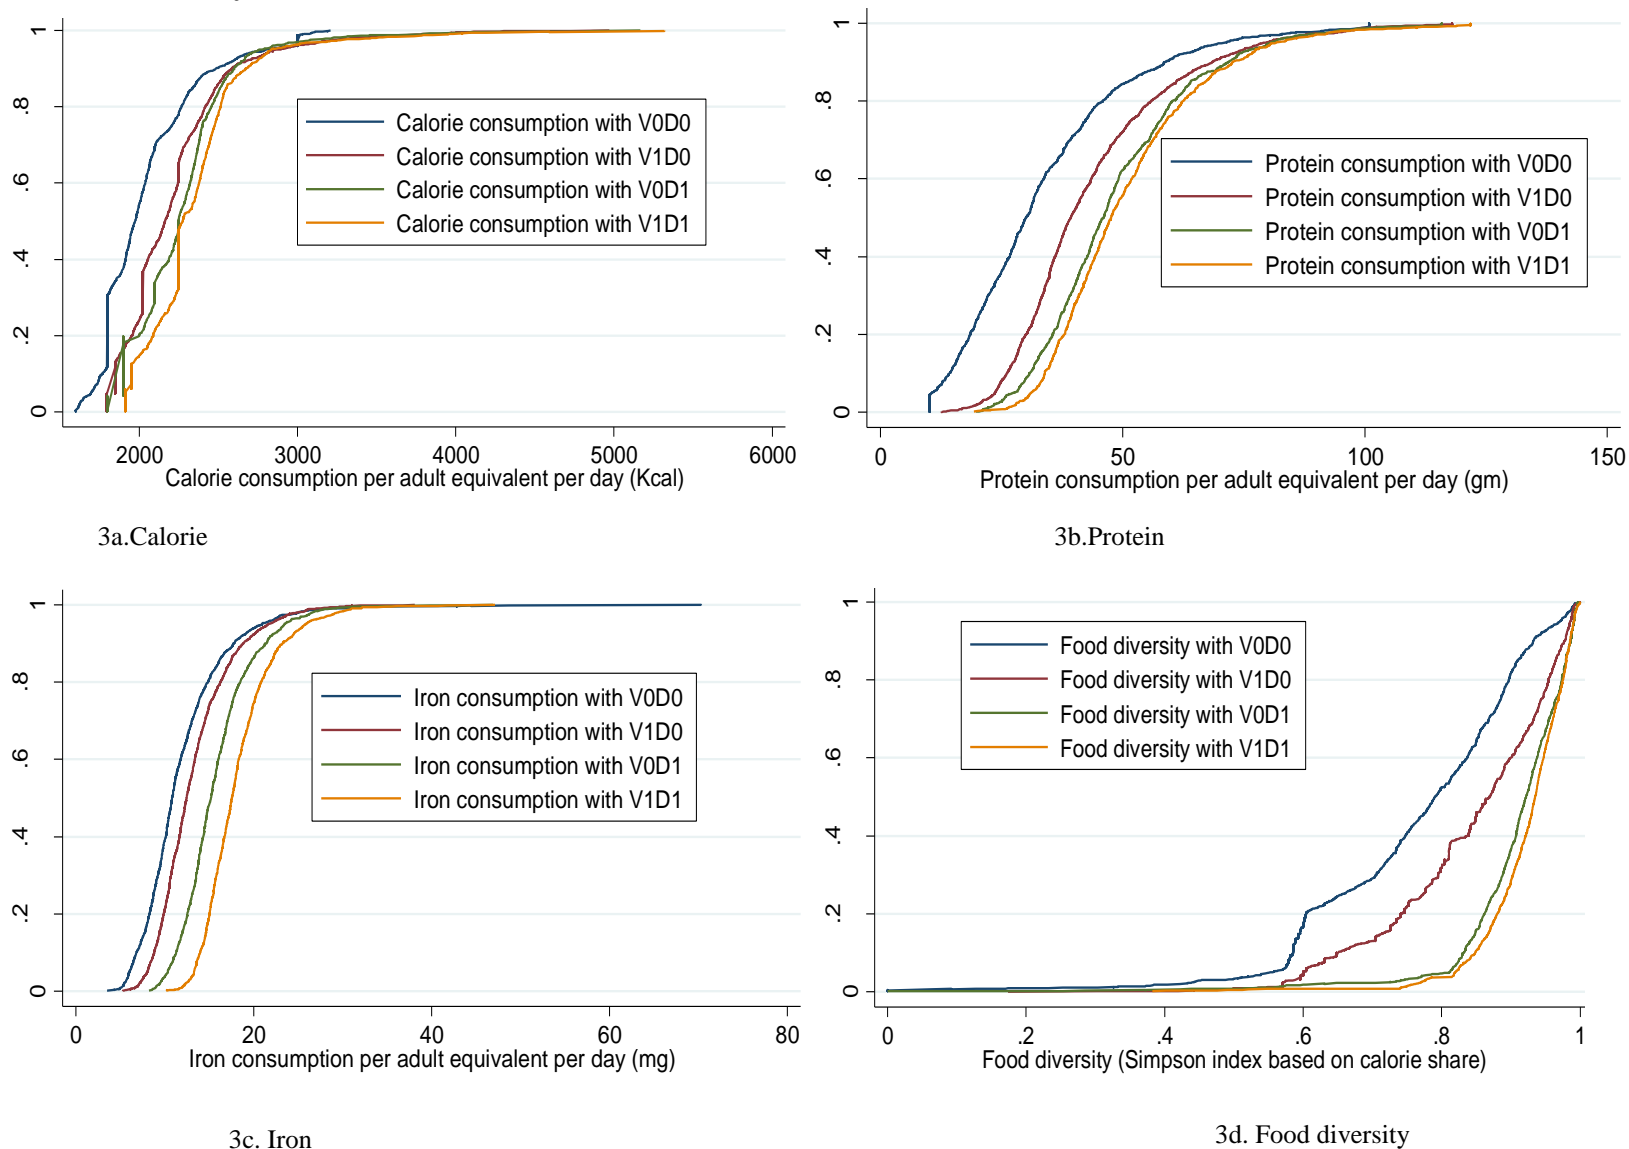 1
.8
.6
.4
.2
0
Calorie consumption with V0D0
Calorie consumption with V1D0
Calorie consumption with V0D1
Calorie consumption with V1D1
2000 3000 4000 5000 6000
Calorie consumption per adult equivalent per day (Kcal)
3a.Calorie
1
.8
.6
.4
.2
0
Protein consumption with V0D0
Protein consumption with V1D0
Protein consumption with V0D1
Protein consumption with V1D1
0 50 100 150
Protein consumption per adult equivalent per day (gm)
3b.Protein
1
.8
.6
.4
.2
0
Iron consumption with V0D0
Iron consumption with V1D0
Iron consumption with V0D1
Iron consumption with V1D1
0 20 40 60 80
Iron consumption per adult equivalent per day (mg)
3c. Iron
1
.8
.6
.4
.2
0
Food diversity with V0D0
Food diversity with V1D0
Food diversity with V0D1
Food diversity with V1D1
0 .2 .4 .6 .8 1
Food diversity (Simpson index based on calorie share)
3d. Food diversity